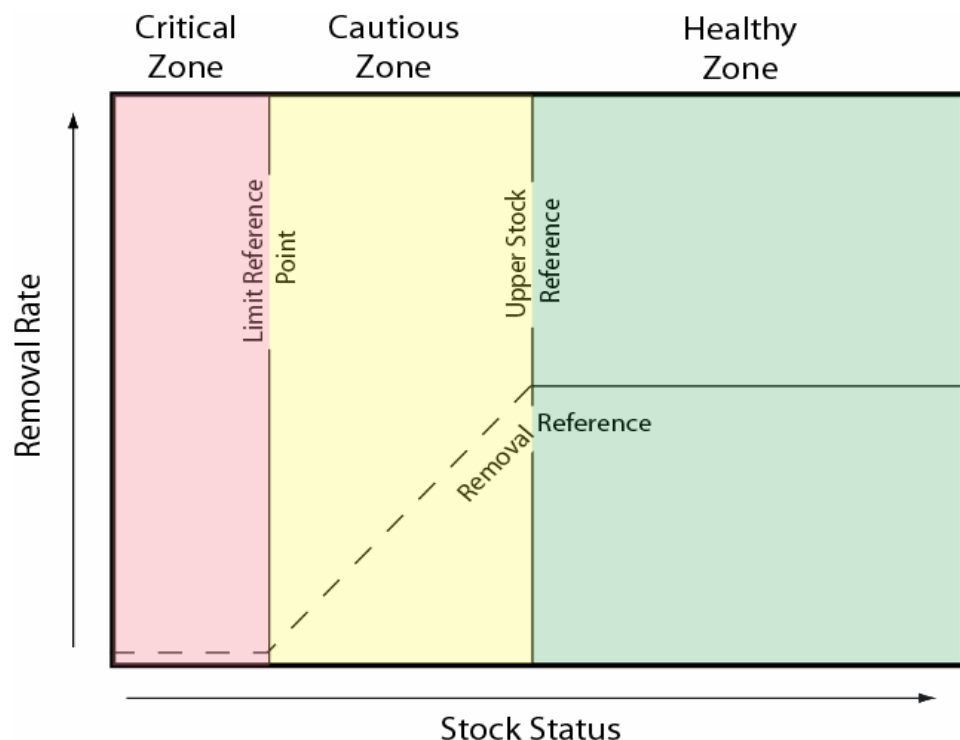 Critical
Zone
Cautious
Zone
Healthy
Zone
Limit Reference
Point
Upper Stock
Reference
Removal Rate
Removal Reference
Stock Status